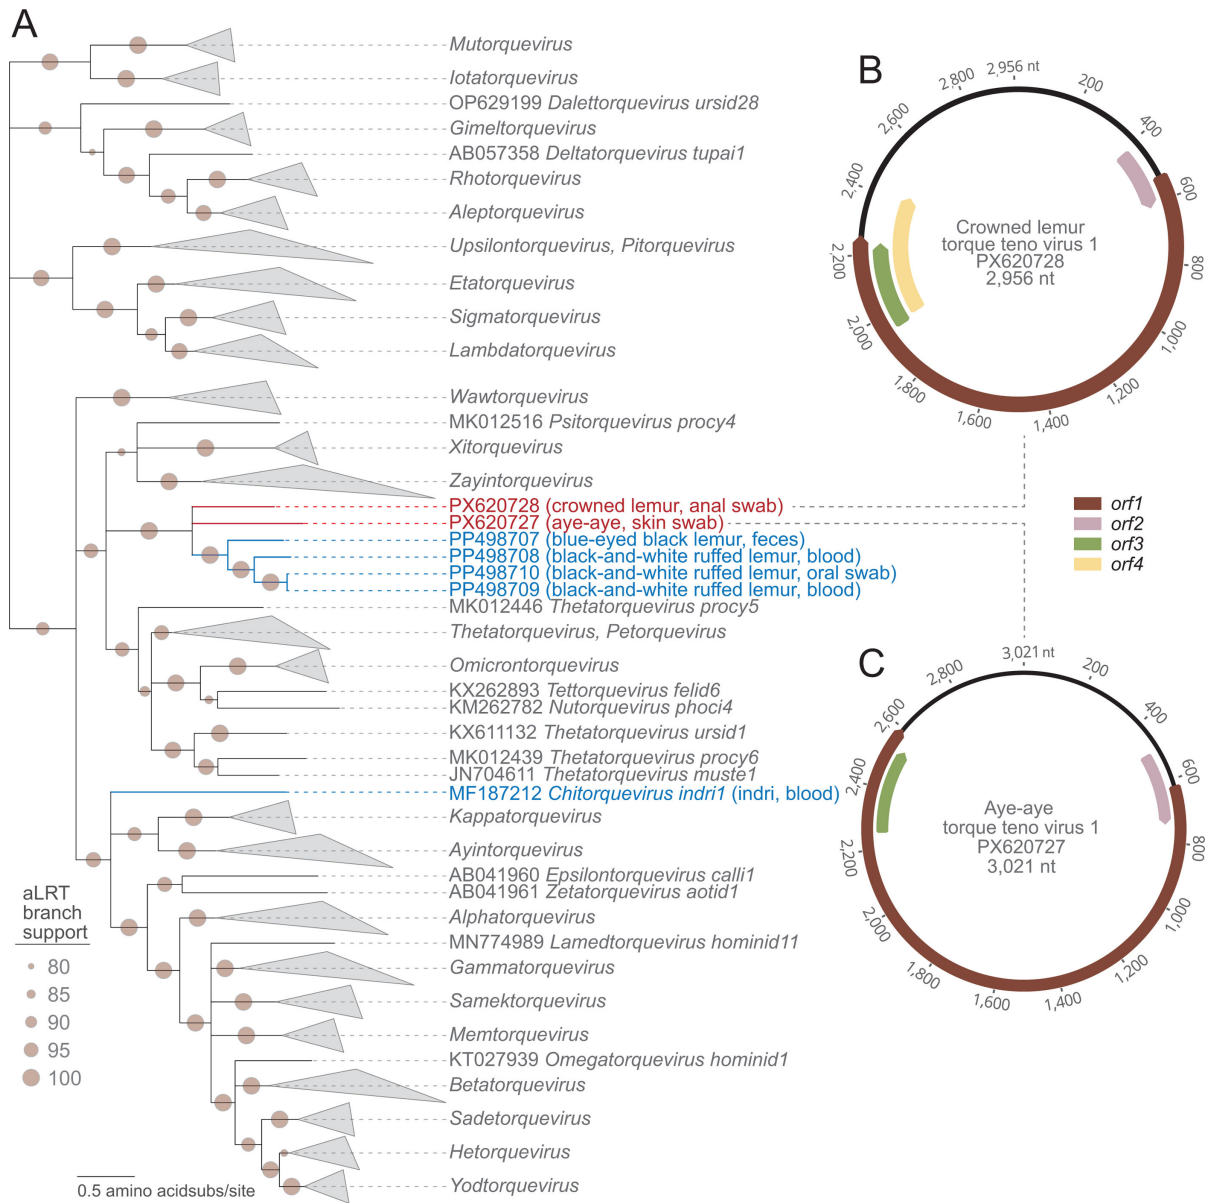 A
Mutorquevirus
Iotatorquevirus
OP629199 Dalettorquevirus ursid28
Gimeltorquevirus
AB057358 Deltatorquevirus tupai1
Rhotorquevirus
Aleptorquevirus
Upsilontorquevirus, Pitorquevirus
Etatorquevirus
Sigmatorquevirus
Lambdatorquevirus
Wawtorquevirus
MK012516 Psitorquevirus procy4
Xitorquevirus
Zayintorquevirus
PX620728 (crowned lemur, anal swab)
PX620727 (aye-aye, skin swab)
PP498707 (blue-eyed black lemur, feces)
PP498708 (black-and-white ruffed lemur, blood)
PP498710 (black-and-white ruffed lemur, oral swab)
PP498709 (black-and-white ruffed lemur, blood)
MK012446 Thetatorquevirus procy5
Thetatorquevirus, Petorquevirus
Omicrontorquevirus
KX262893 Tettorquevirus felid6
KM262782 Nutorquevirus phoci4
KX611132 Thetatorquevirus ursid1
MK012439 Thetatorquevirus procy6
JN704611 Thetatorquevirus muste1
MF187212 Chitorquevirus indri1 (indri, blood)
Kappatorquevirus
Ayintorquevirus
AB041960 Epsilontorquevirus calli1
AB041961 Zetatorquevirus aotid1
Alphatorquevirus
MN774989 Lamedtorquevirus hominid11
Gammatorquevirus
Samektorquevirus
Memtorquevirus
KT027939 Omegatorquevirus hominid1
Betatorquevirus
Sadetorquevirus
Hetorquevirus
Yodtorquevirus
aLRT
branch
support
80
85
90
95
100
0.5 amino acidsubs/site
B
2,956 nt
200
400
600
800
1,000
1,200
1,400
1,600
1,800
2,000
2,200
2,400
2,600
2,800
Crowned lemur
torque teno virus 1
PX620728
2,956 nt
orf1
orf2
orf3
orf4
C
3,021 nt
200
400
600
800
1,000
1,200
1,400
1,600
1,800
2,000
2,200
2,400
2,600
2,800
Aye-aye
torque teno virus 1
PX620727
3,021 nt